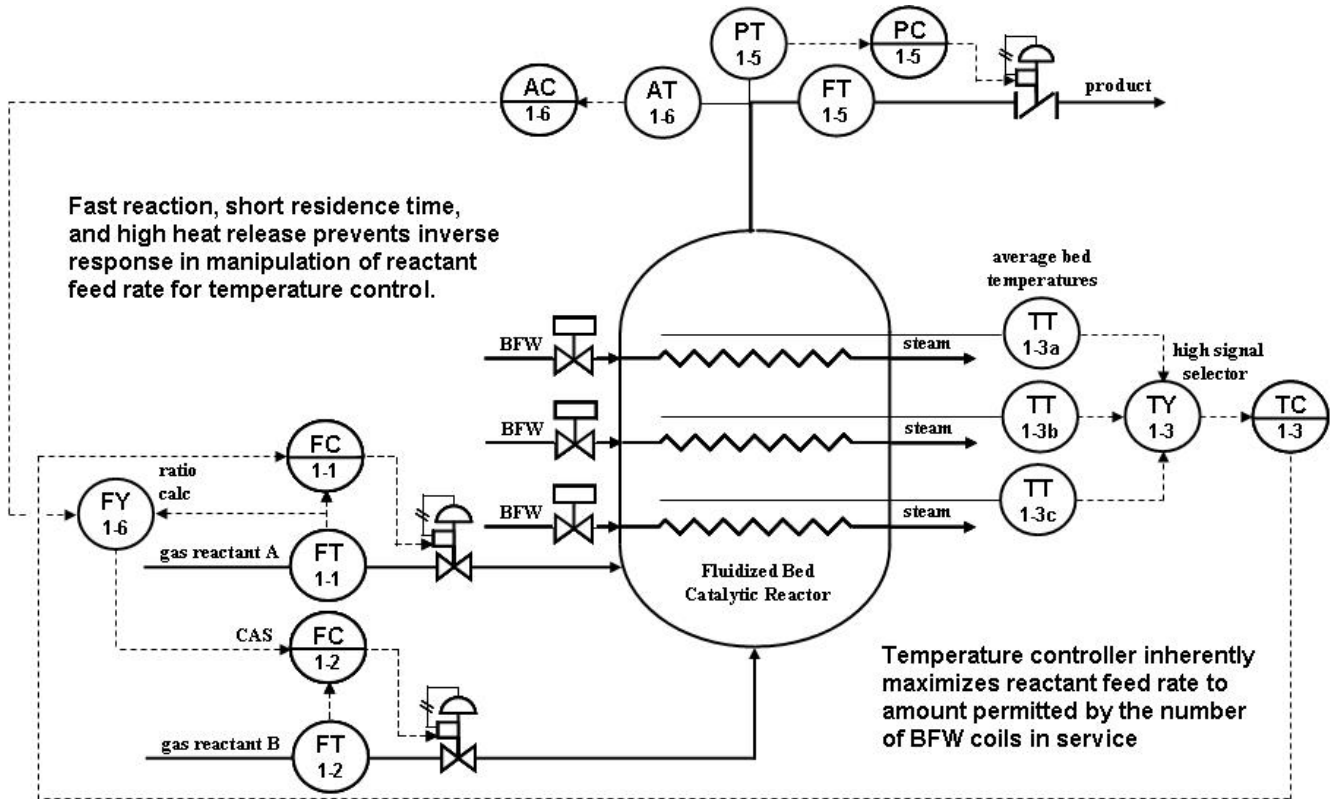 PT
1-5
PC
1-5
AC
1-6
AT
1-6
FT
1-5
product
Fast reaction, short residence time,
and high heat release prevents inverse
response in manipulation of reactant
feed rate for temperature control.
average bed
temperatures
BFW
steam
TT
1-3a
high signal
selector
BFW
steam
TT
1-3b
TY
1-3
TC
1-3
FC
1-1
ratio
calc
FY
1-6
BFW
steam
TT
1-3c
gas reactant A
FT
1-1
Fluidized Bed
Catalytic Reactor
CAS
FC
1-2
Temperature controller inherently
maximizes reactant feed rate to
amount permitted by the number
of BFW coils in service
gas reactant B
FT
1-2